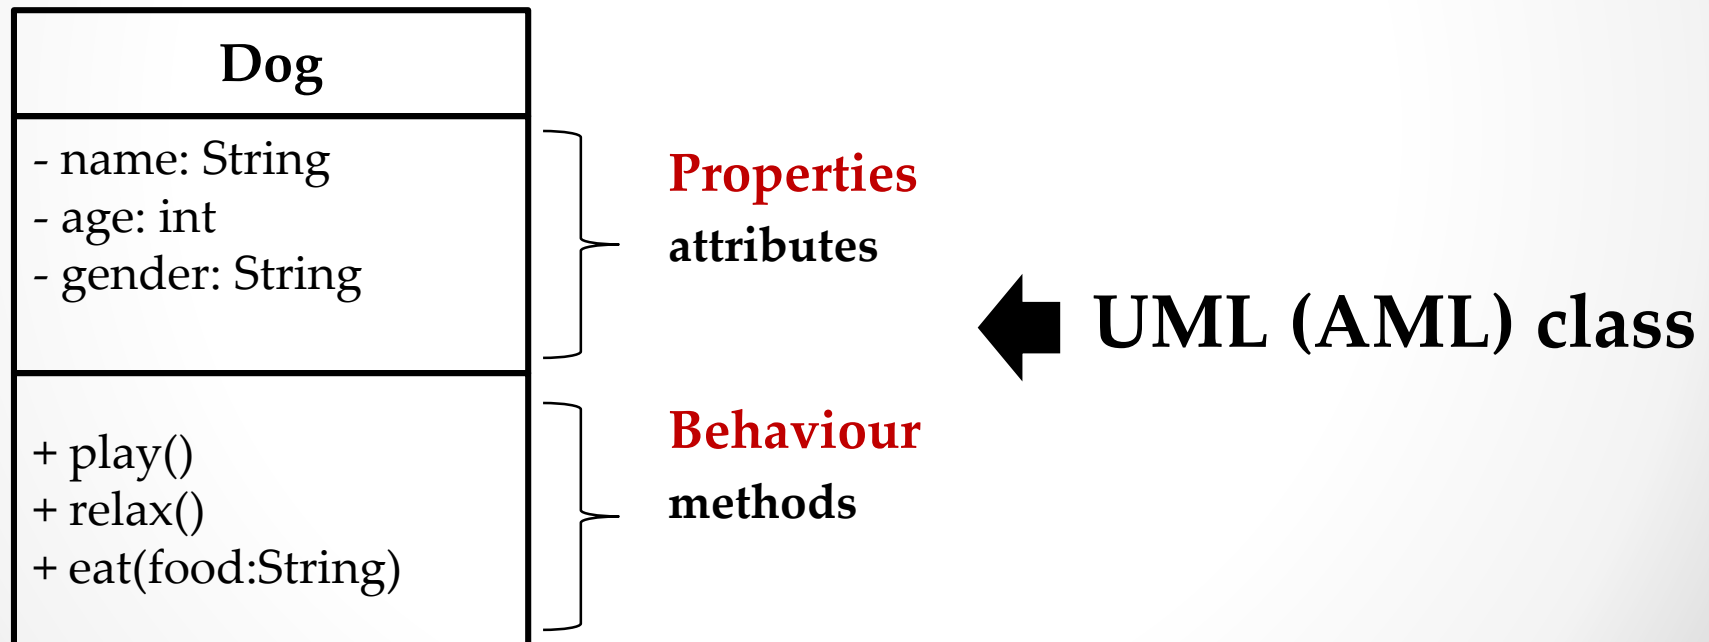 Dog
- name: String
- age: int
- gender: String
+ play()
+ relax()
+ eat(food:String)
Properties
attributes
Behaviour
methods
UML (AML) class